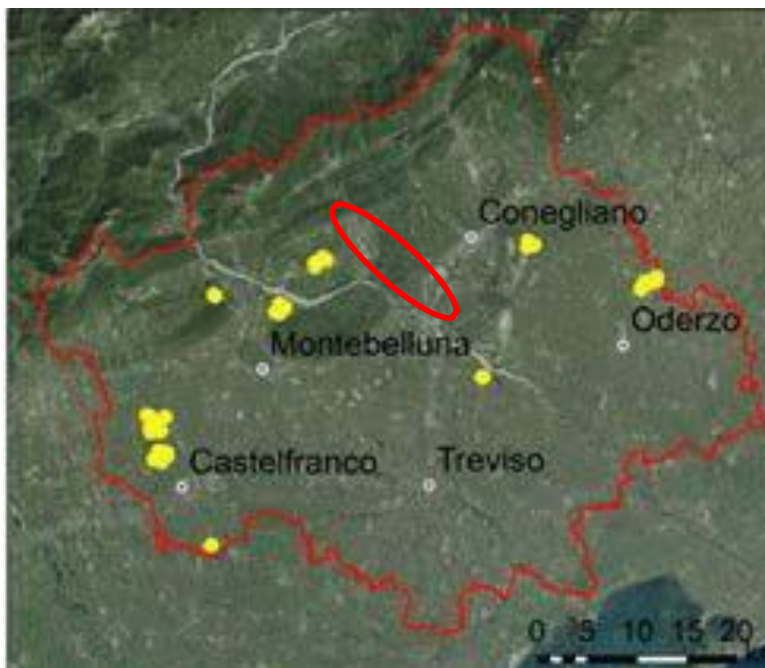 Conegliano
Oderzo
Montebelluna
Castelfranco
Treviso
0 5 10 15 20